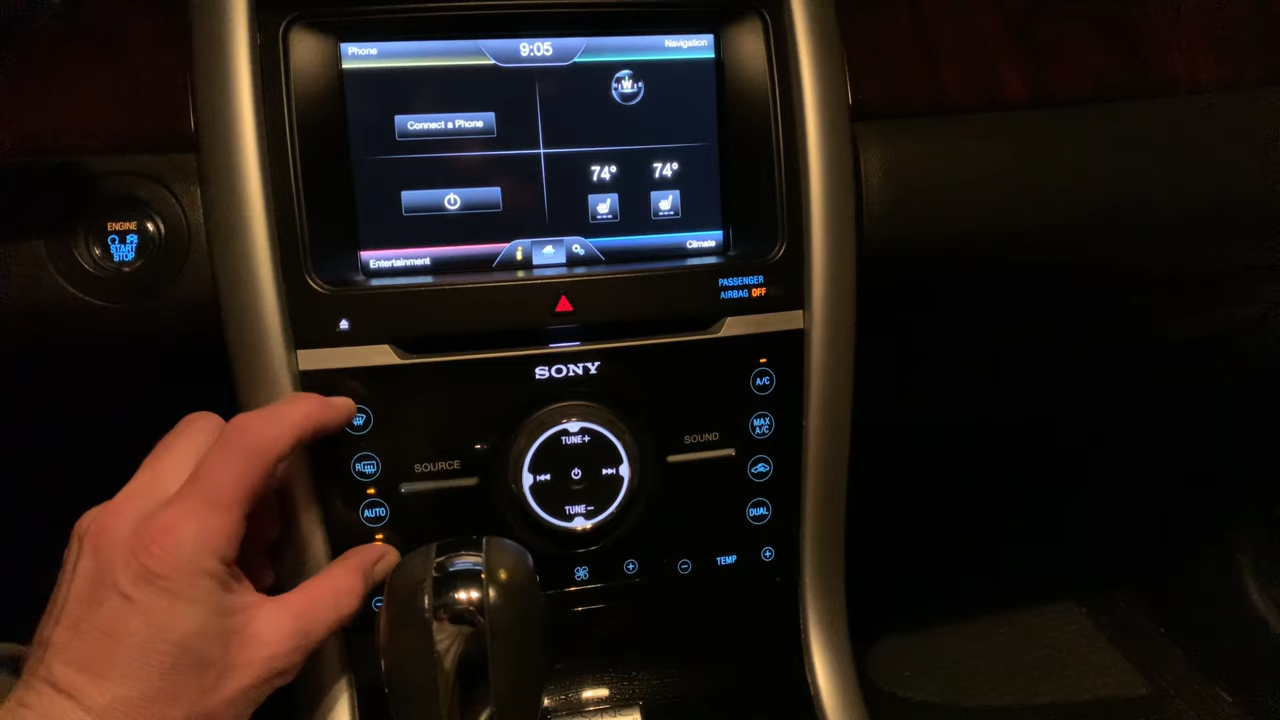 Phone
9:05
Navigation
W
Connect a Phone
74°
74°
Entertainment
Climate
ENGINE
START
STOP
PASSENGER
AIRBAG OFF
SONY
A/C
MAX
A/C
R
SOURCE
SOUND
TUNE+
TUNE−
AUTO
DUAL
TEMP